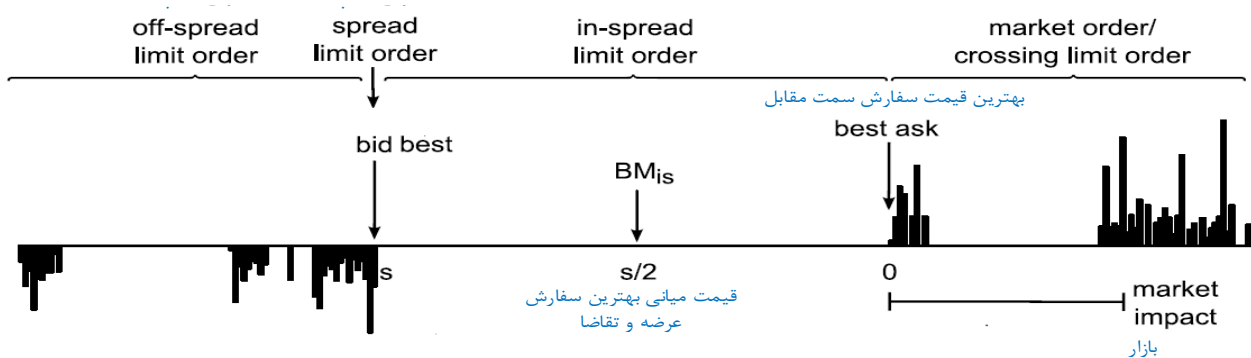 off-spread
limit order
spread
limit order
in-spread
limit order
market order/
crossing limit order
بهترین قیمت سفارش سمت مقابل
bid best
best ask
BMis
s
s/2
0
قیمت میانی بهترین سفارش
عرضه و تقاضا
market
impact
بازار